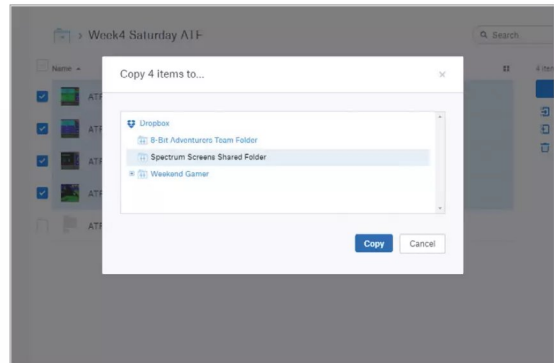 › Week4 Saturday ATF
Search
Name
4 item
Copy 4 items to...
×
ATF
Dropbox
8-Bit Adventurers Team Folder
ATF
Spectrum Screens Shared Folder
ATF
Weekend Gamer
ATF
ATF
Copy
Cancel